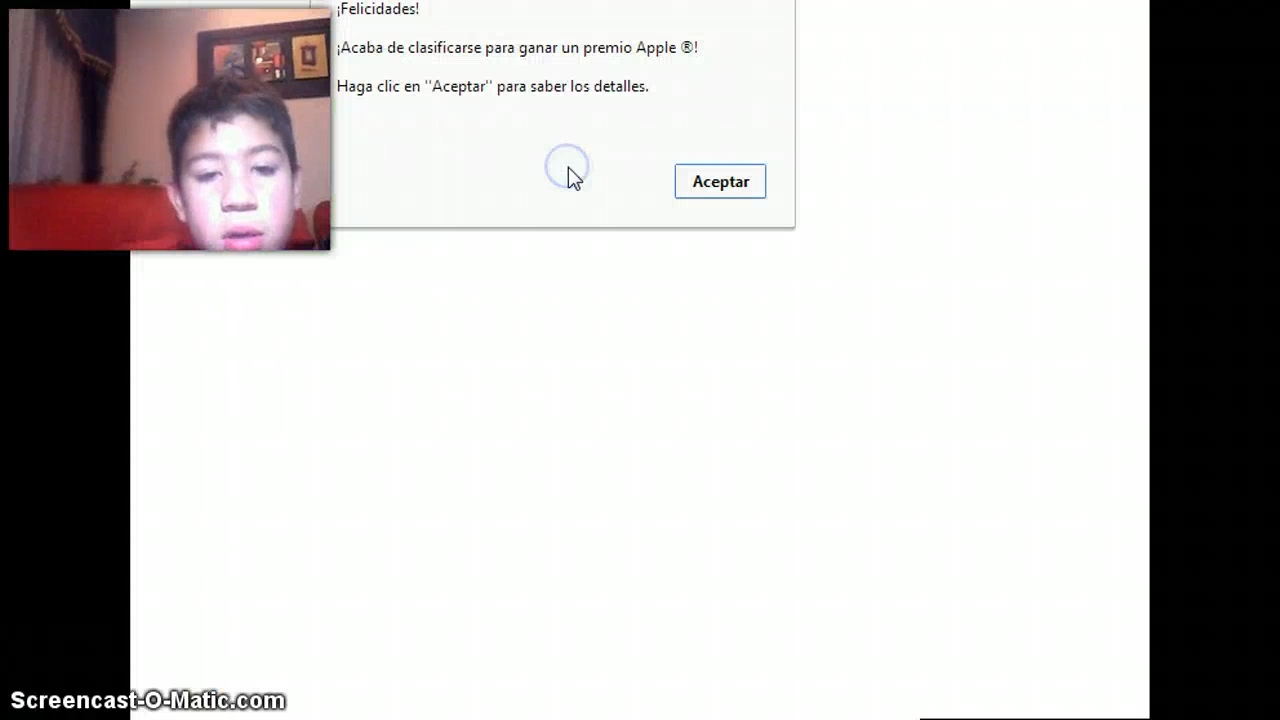 ¡Felicidades!
¡Acaba de clasificarse para ganar un premio Apple ®!
Haga clic en "Aceptar" para saber los detalles.
Aceptar
Screencast-O-Matic.com